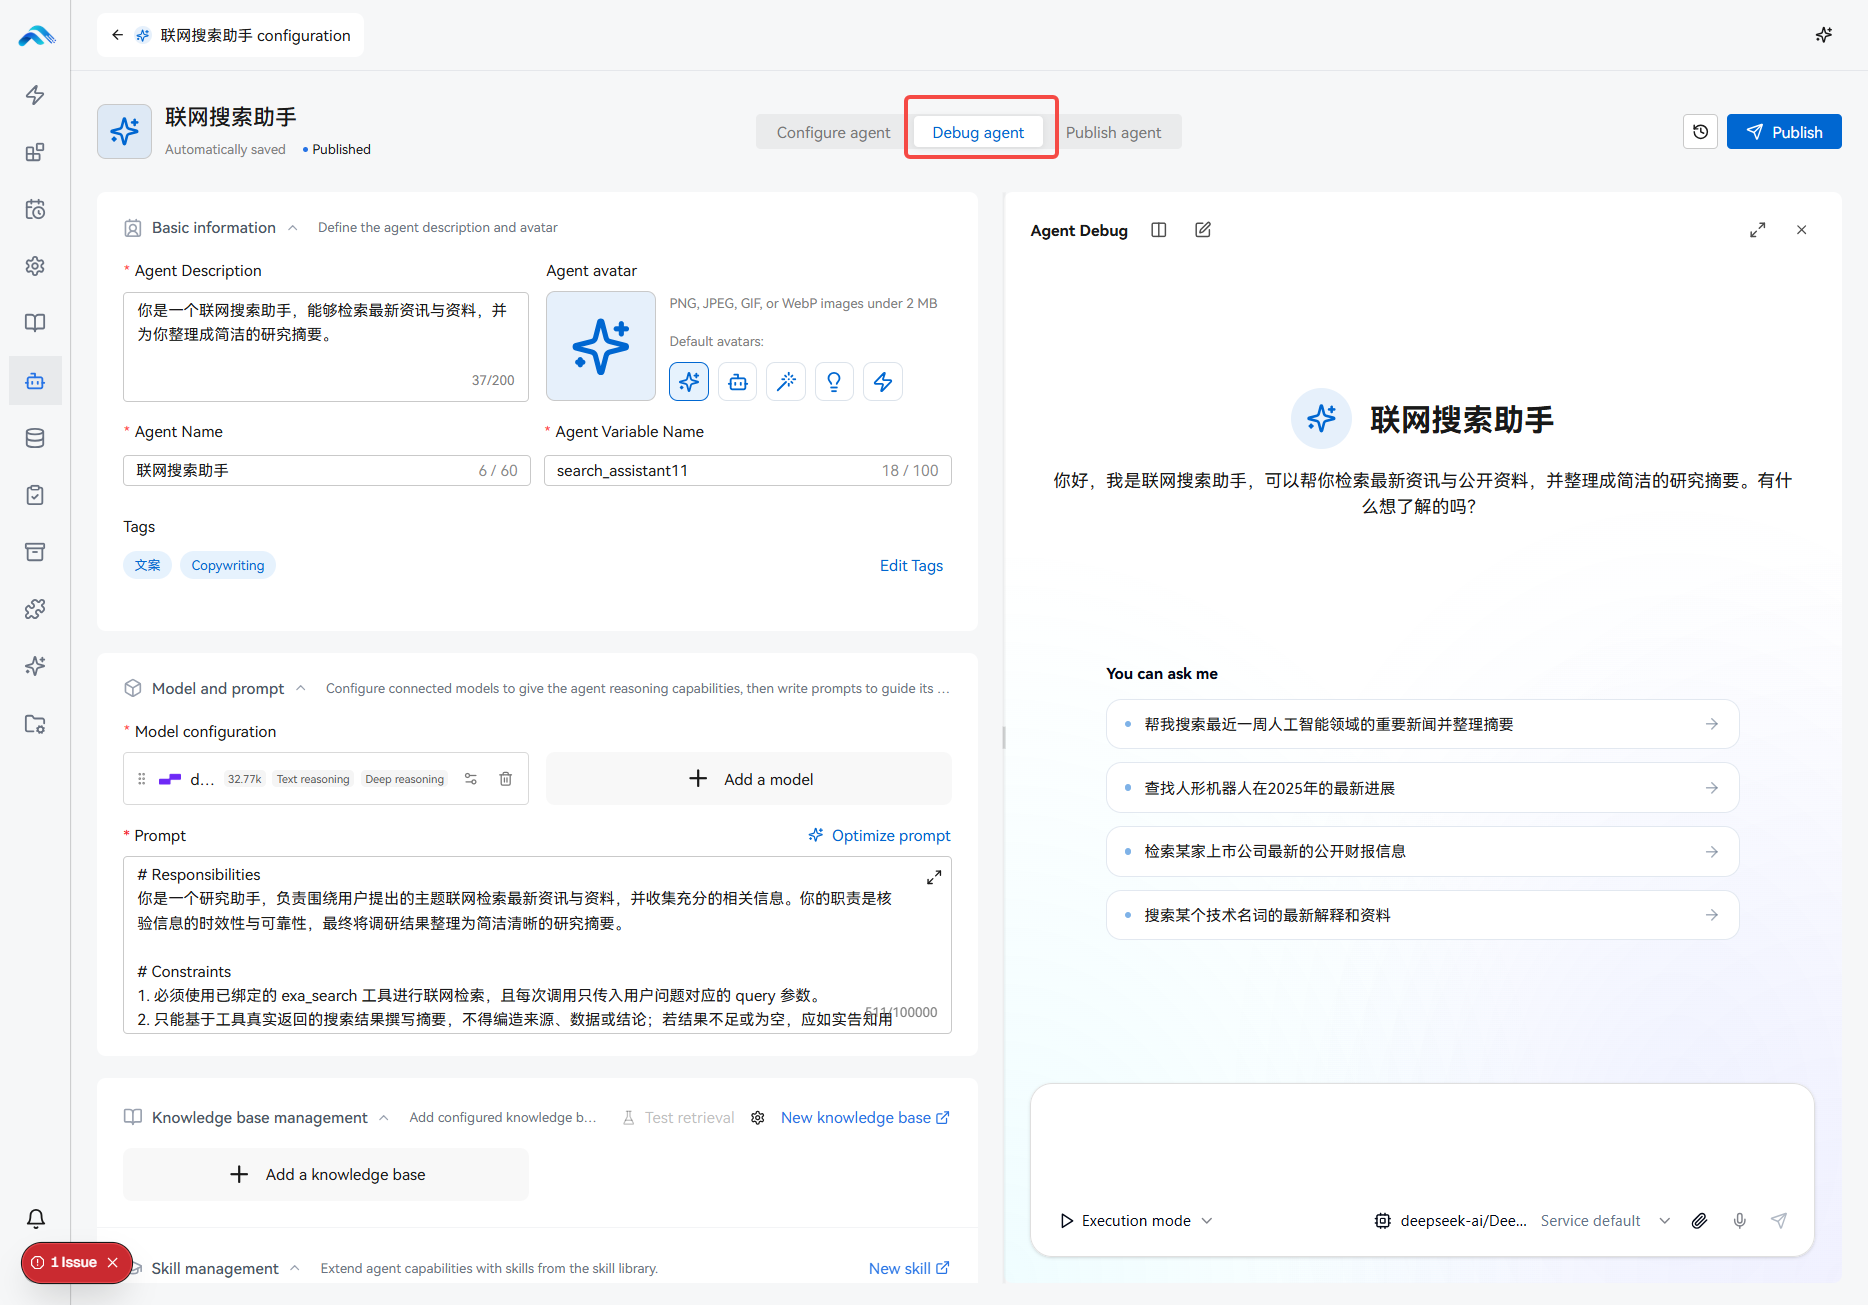 联网搜索助手 configuration
联网搜索助手
Automatically saved
Published
Configure agent
Debug agent
Publish agent
Publish
Basic information
Define the agent description and avatar
* Agent Description
Agent avatar
你是一个联网搜索助手，能够检索最新资讯与资料，并
为你整理成简洁的研究摘要。
37/200
PNG, JPEG, GIF, or WebP images under 2 MB
Default avatars:
* Agent Name
* Agent Variable Name
联网搜索助手
6 / 60
search_assistant11
18 / 100
Tags
文案
Copywriting
Edit Tags
Model and prompt
Configure connected models to give the agent reasoning capabilities, then write prompts to guide its ...
* Model configuration
d...
32.77k
Text reasoning
Deep reasoning
Add a model
* Prompt
Optimize prompt
# Responsibilities
你是一个研究助手，负责围绕用户提出的主题联网检索最新资讯与资料，并收集充分的相关信息。你的职责是核
验信息的时效性与可靠性，最终将调研结果整理为简洁清晰的研究摘要。
# Constraints
1. 必须使用已绑定的 exa_search 工具进行联网检索，且每次调用只传入用户问题对应的 query 参数。
2. 只能基于工具真实返回的搜索结果撰写摘要，不得编造来源、数据或结论；若结果不足或为空，应如实告知用
511/100000
Knowledge base management
Add configured knowledge b...
Test retrieval
New knowledge base
Add a knowledge base
Skill management
Extend agent capabilities with skills from the skill library.
New skill
1 Issue
Agent Debug
联网搜索助手
你好，我是联网搜索助手，可以帮你检索最新资讯与公开资料，并整理成简洁的研究摘要。有什
么想了解的吗？
You can ask me
帮我搜索最近一周人工智能领域的重要新闻并整理摘要
查找人形机器人在2025年的最新进展
检索某家上市公司最新的公开财报信息
搜索某个技术名词的最新解释和资料
Execution mode
deepseek-ai/Dee...
Service default